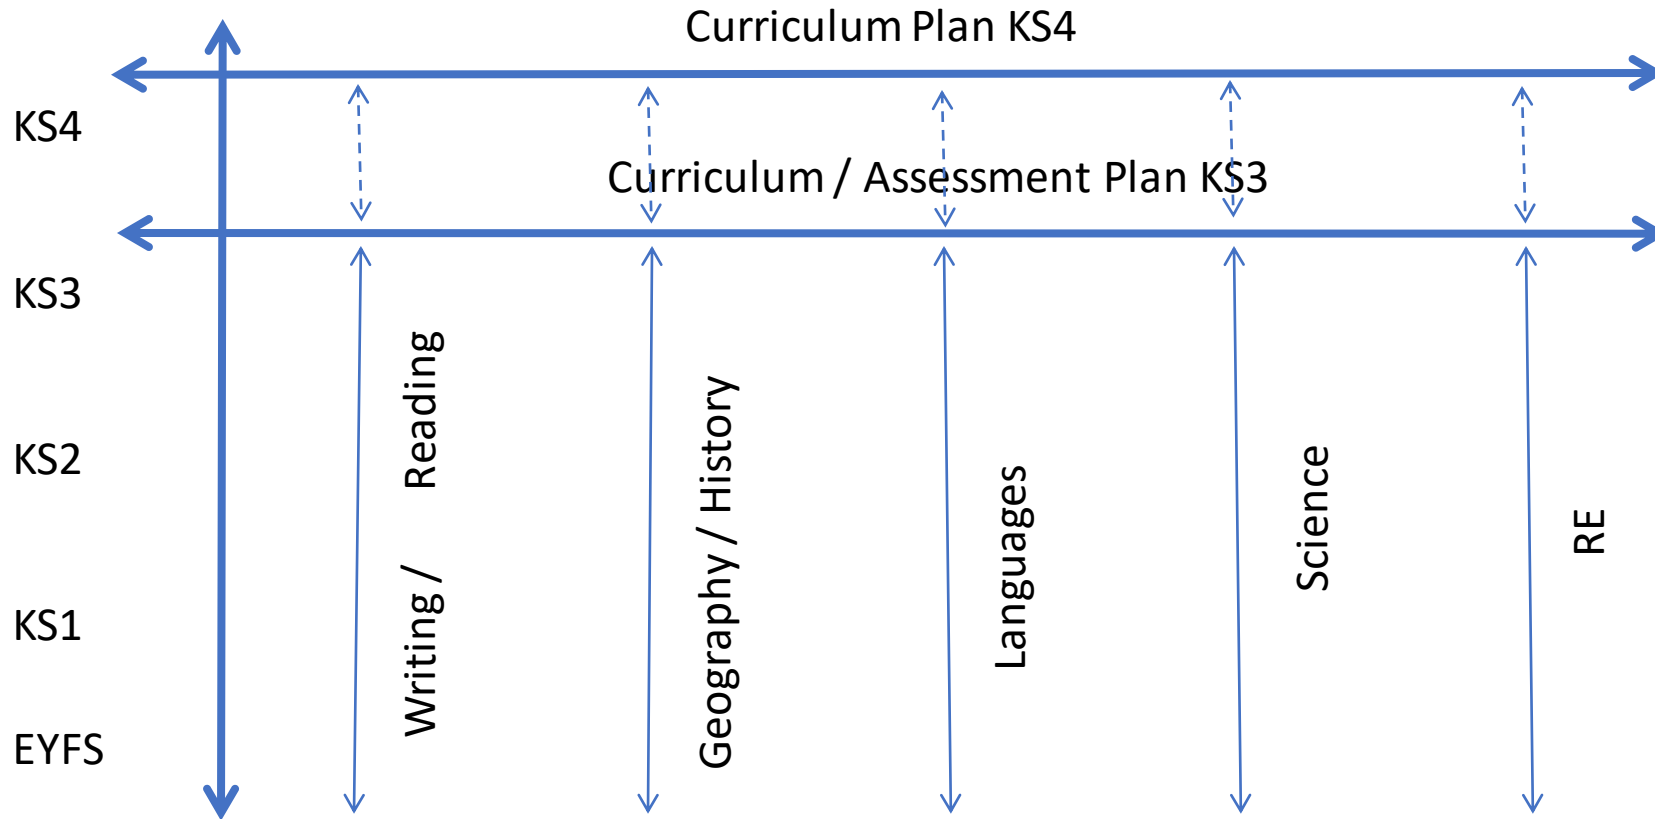 Curriculum Plan KS4
KS4
Curriculum / Assessment Plan KS3
KS3
KS2
KS1
EYFS
Writing / Reading
Geography / History
Languages
Science
RE